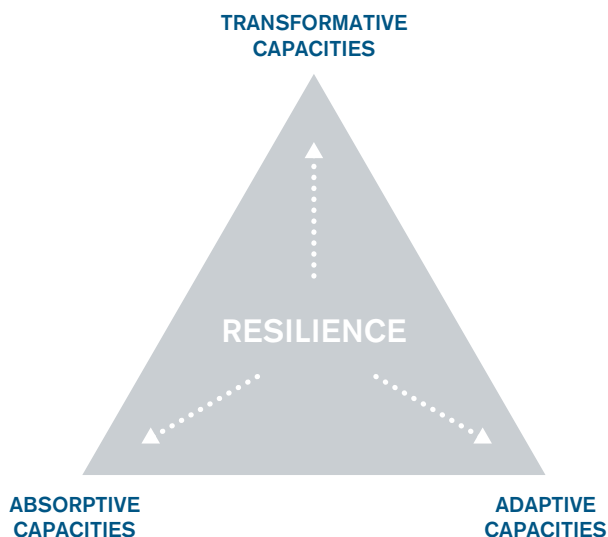 TRANSFORMATIVE
CAPACITIES
RESILIENCE
ABSORPTIVE
CAPACITIES
ADAPTIVE
CAPACITIES